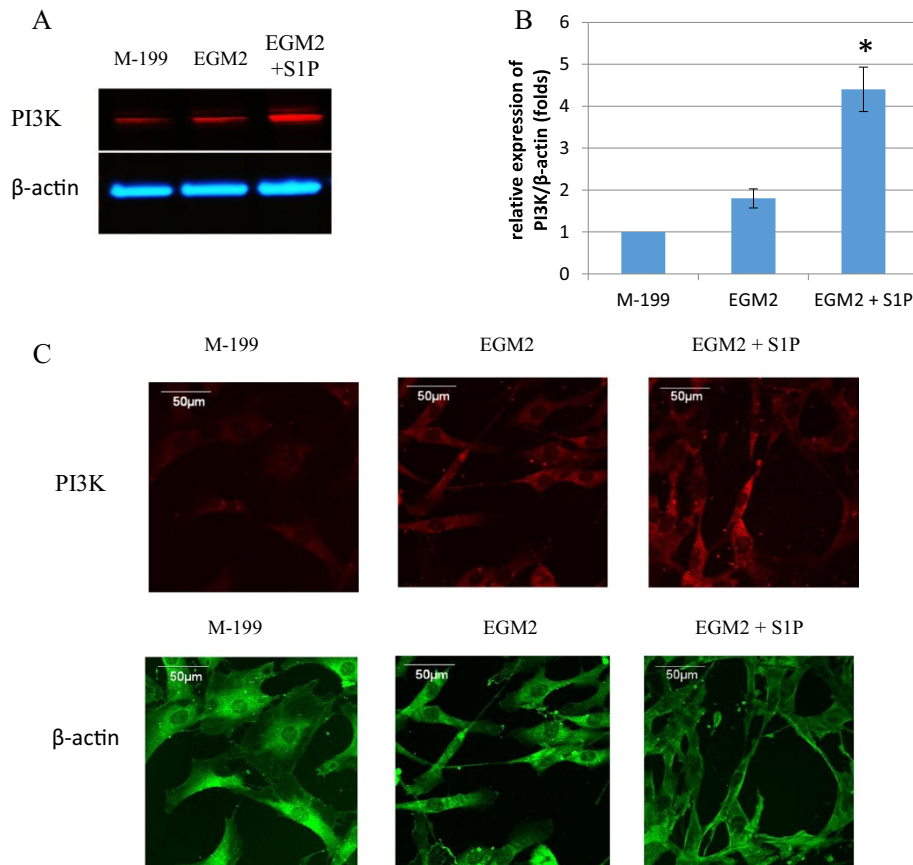 A
M-199
EGM2
EGM2
+S1P
PI3K
β-actin
B
relative expression of
PI3K/β-actin (folds)
6
5
4
3
2
1
0
*
M-199
EGM2
EGM2 + S1P
C
M-199
EGM2
EGM2 + S1P
PI3K
50μm
50μm
50μm
M-199
EGM2
EGM2 + S1P
β-actin
50μm
50μm
50μm